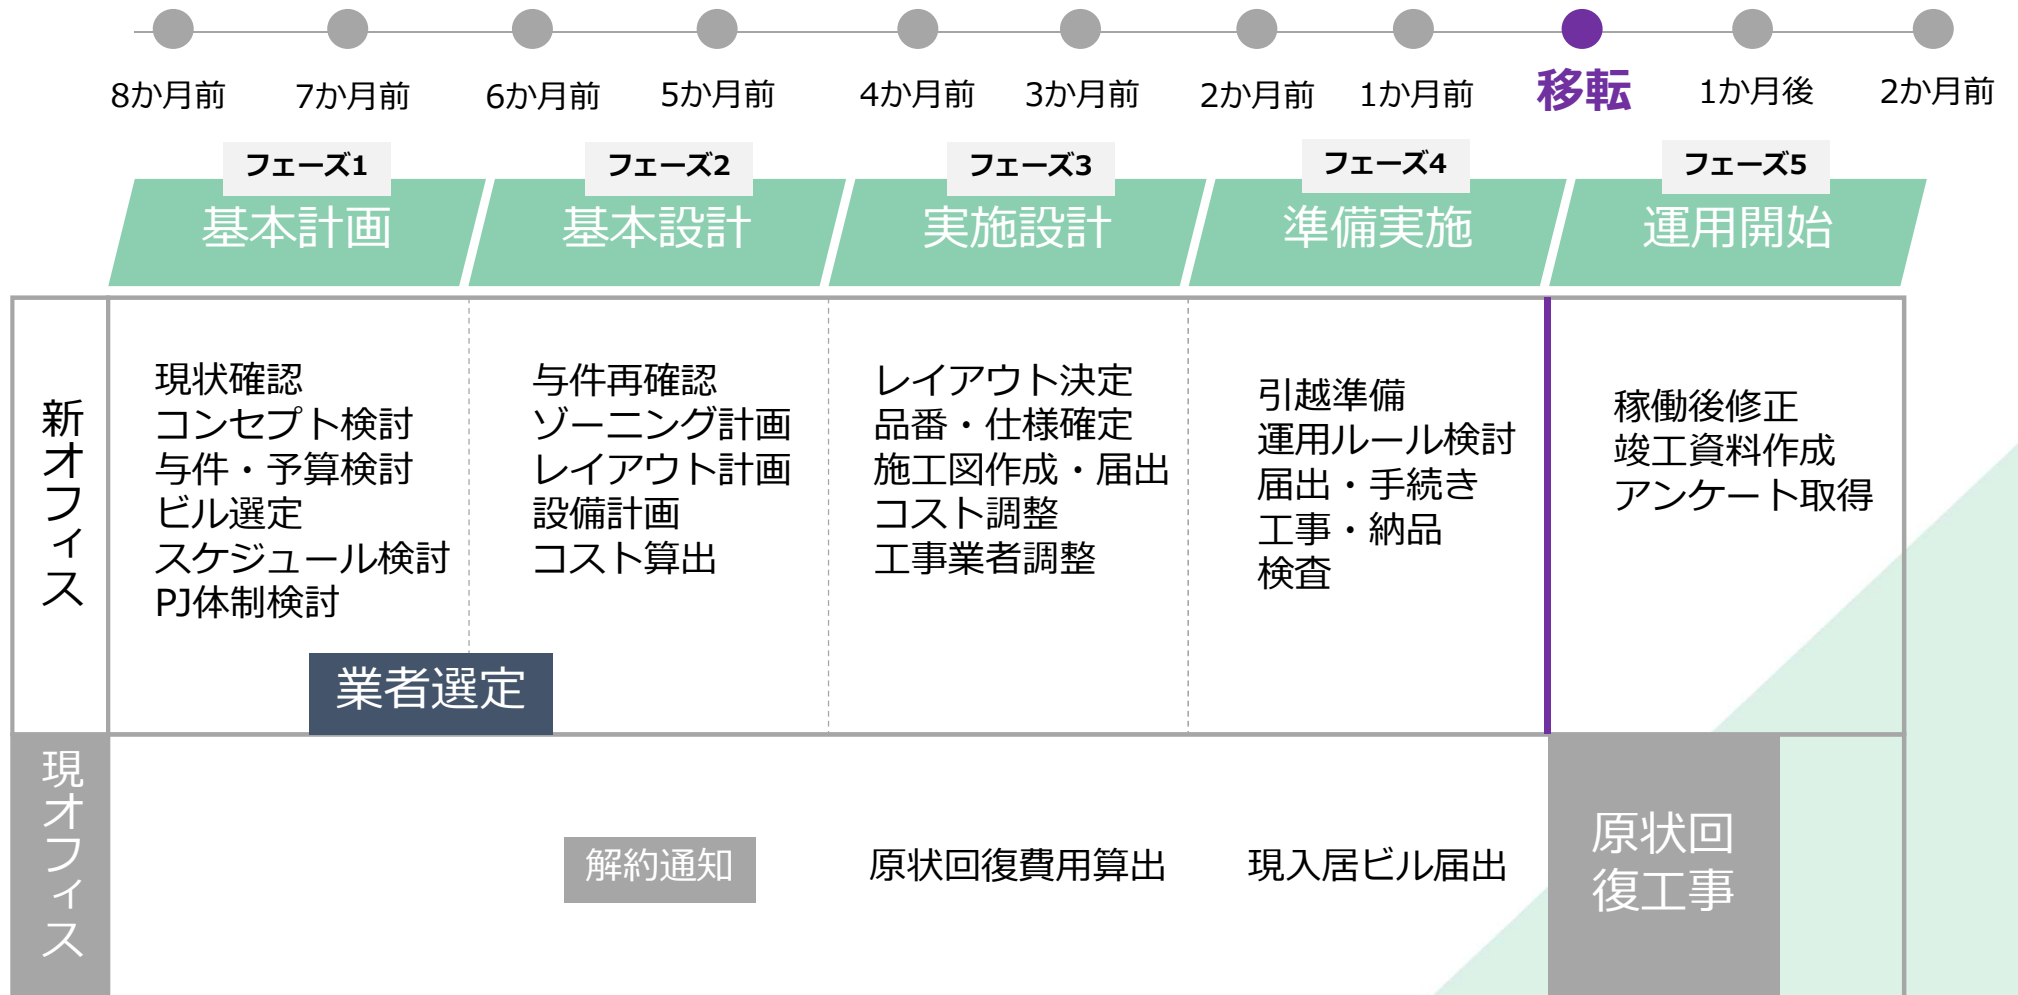 8か月前
7か月前
6か月前
5か月前
4か月前
3か月前
2か月前
1か月前
移転
1か月後
2か月前
フェーズ1
フェーズ2
フェーズ3
フェーズ4
フェーズ5
基本計画
基本設計
実施設計
準備実施
運用開始
新オフィス
現状確認
コンセプト検討
与件・予算検討
ビル選定
スケジュール検討
PJ体制検討
与件再確認
ゾーニング計画
レイアウト計画
設備計画
コスト算出
レイアウト決定
品番・仕様確定
施工図作成・届出
コスト調整
工事業者調整
引越準備
運用ルール検討
届出・手続き
工事・納品
検査
稼働後修正
竣工資料作成
アンケート取得
業者選定
現オフィス
解約通知
原状回復費用算出
現入居ビル届出
原状回
復工事